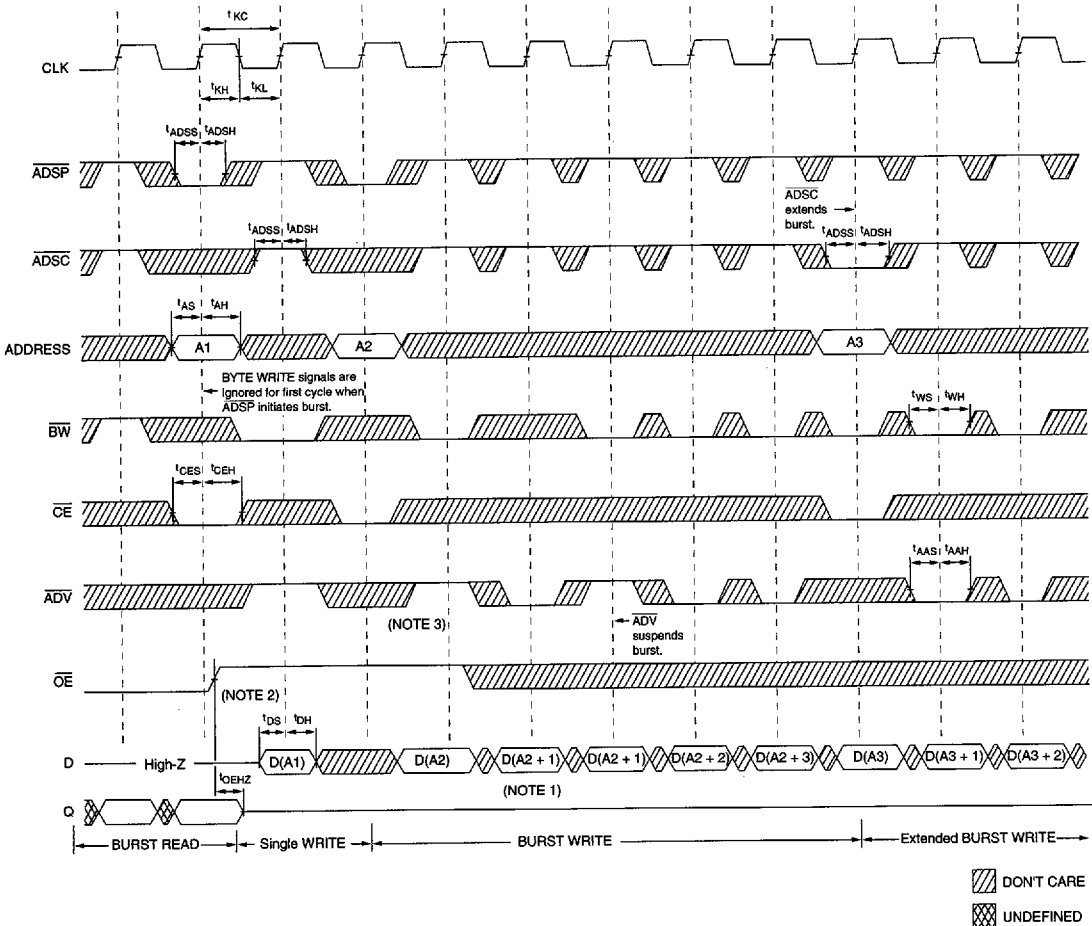 tKC
CLK
tKH tKL
tADSS tADSH
ADSP
ADSC
extends
burst.
tADSS tADSH
tADSS tADSH
ADSC
tAS tAH
ADDRESS A1 A2 A3
BYTE WRITE signals are
ignored for first cycle when
ADSP initiates burst.
tWS tWH
BW
tCES tCEH
CE
tAAS tAAH
ADV
(NOTE 3)
ADV
suspends
burst.
OE
(NOTE 2)
tDS tDH
D High-Z D(A1) D(A2) D(A2 + 1) D(A2 + 1) D(A2 + 2) D(A2 + 3) D(A3) D(A3 + 1) D(A3 + 2)
(NOTE 1)
tOEHZ
Q
BURST READ Single WRITE BURST WRITE Extended BURST WRITE
DON'T CARE
UNDEFINED